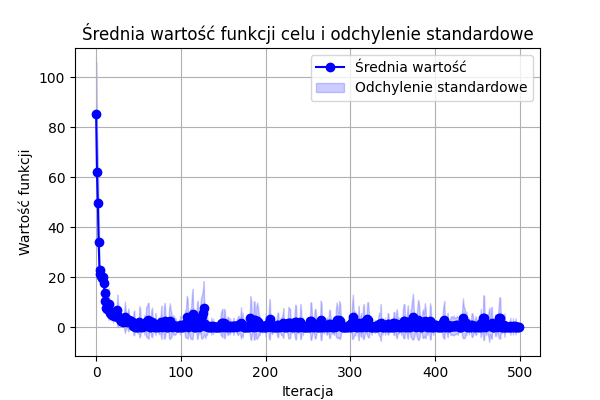 Średnia wartość funkcji celu i odchylenie standardowe
Średnia wartość
Odchylenie standardowe
Wartość funkcji
100
80
60
40
20
0
0 100 200 300 400 500
Iteracja